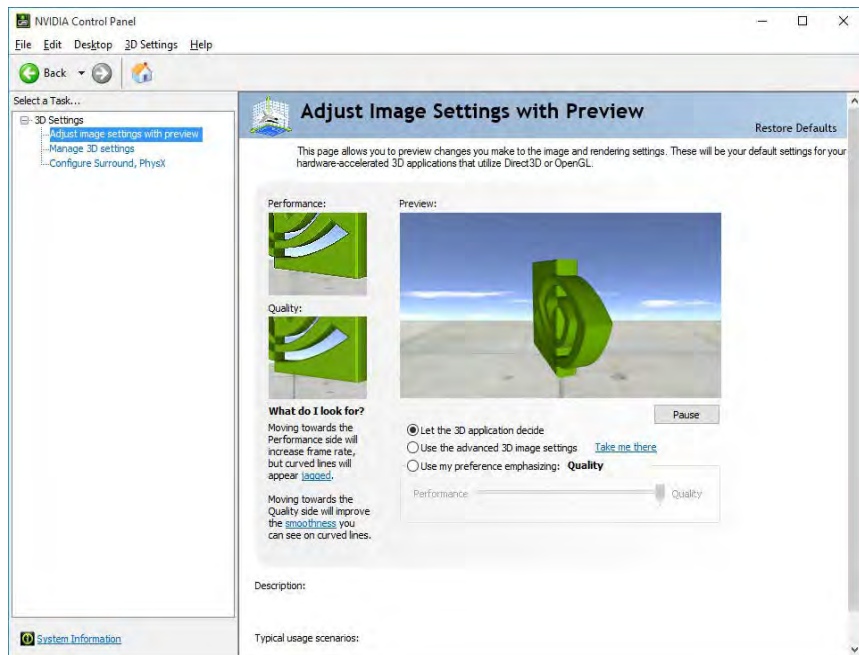 NVIDIA Control Panel
File Edit Desktop 3D Settings Help
Back
Select a Task...
3D Settings
Adjust image settings with preview
Manage 3D settings
Configure Surround, PhysX
System Information
Adjust Image Settings with Preview
Restore Defaults
This page allows you to preview changes you make to the image and rendering settings. These will be your default settings for your
hardware-accelerated 3D applications that utilize Direct3D or OpenGL.
Performance:
Quality:
What do I look for?
Moving towards the
Performance side will
increase frame rate,
but curved lines will
appear jagged.
Moving towards the
Quality side will improve
the smoothness you
can see on curved lines.
Preview:
Pause
Let the 3D application decide
Use the advanced 3D image settings Take me there
Use my preference emphasizing: Quality
Performance Quality
Description:
Typical usage scenarios: